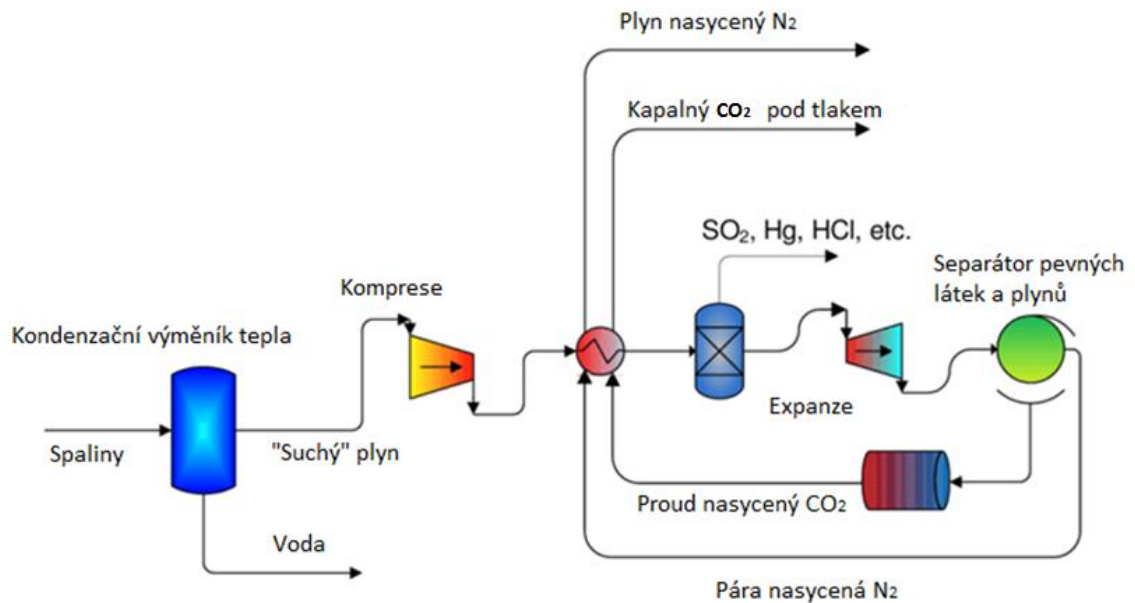 Plyn nasycený N₂
Kapalný CO₂ pod tlakem
SO₂, Hg, HCl, etc.
Separátor pevných
látek a plynů
Komprese
Kondenzační výměník tepla
Expanze
Spaliny
"Suchý" plyn
Proud nasycený CO₂
Voda
Pára nasycená N₂